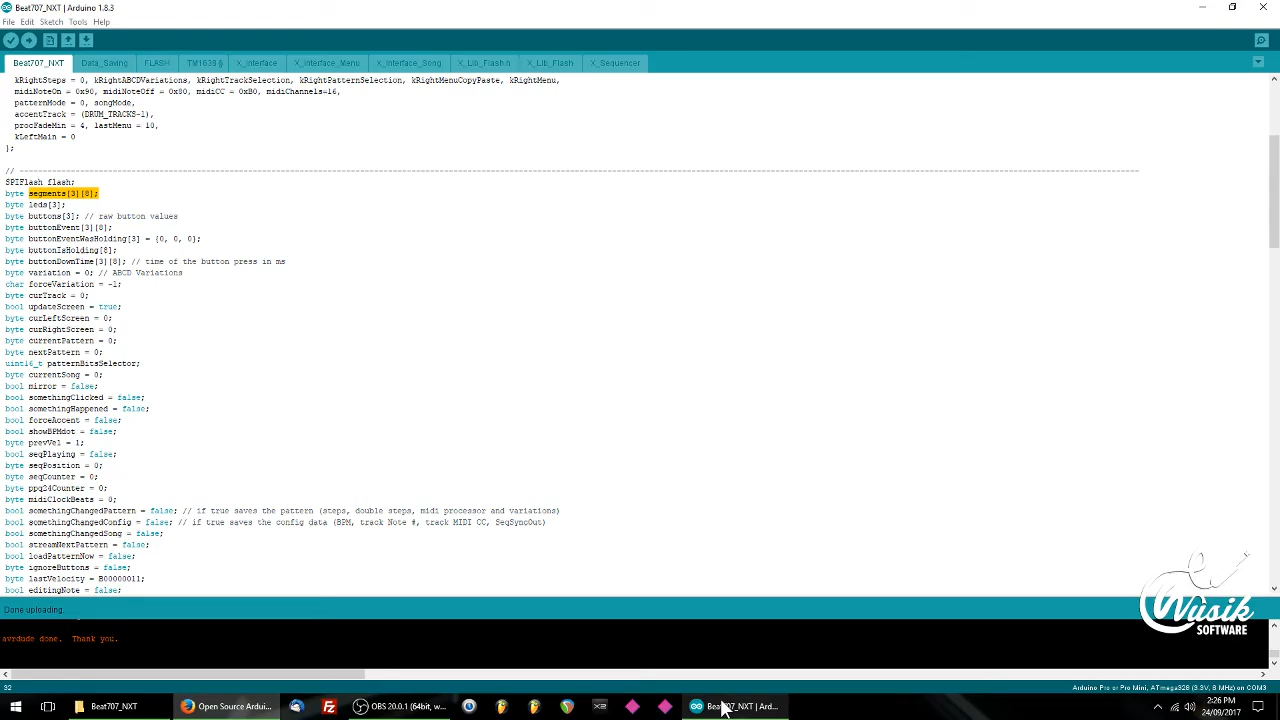 Beat707_NXT | Arduino 1.8.3
File Edit Sketch Tools Help
Beat707_NXT Data_Saving FLASH TM1638 § X_Interface X_Interface_Menu X_Interface_Song X_Lib_Flash.h X_Lib_Flash X_Sequencer
kRightSteps = 0, kRightABCDVariations, kRightTrackSelection, kRightPatternSelection, kRightMenuCopyPaste, kRightMenu,
midiNoteOn = 0x90, midiNoteOff = 0x80, midiCC = 0xB0, midiChannels=16,
patternMode = 0, songMode,
accentTrack = (DRUM_TRACKS-1),
procFadeMin = 4, lastMenu = 10,
kLeftMain = 0
};
// ---------------------------------------------------------------------------
SPIFlash flash;
byte segments[3][8];
byte leds[3];
byte buttons[3]; // raw button values
byte buttonEvent[3][8];
byte buttonEventWasHolding[3] = {0, 0, 0};
byte buttonIsHolding[8];
byte buttonDownTime[3][8]; // time of the button press in ms
byte variation = 0; // ABCD Variations
char forceVariation = -1;
byte curTrack = 0;
bool updateScreen = true;
byte curLeftScreen = 0;
byte curRightScreen = 0;
byte currentPattern = 0;
byte nextPattern = 0;
uint16_t patternBitsSelector;
byte currentSong = 0;
bool mirror = false;
bool somethingClicked = false;
bool somethingHappened = false;
bool forceAccent = false;
bool showBPMdot = false;
byte prevVel = 1;
bool seqPlaying = false;
byte seqPosition = 0;
byte seqCounter = 0;
byte ppq24Counter = 0;
byte midiClockBeats = 0;
bool somethingChangedPattern = false; // if true saves the pattern (steps, double steps, midi processor and variations)
bool somethingChangedConfig = false; // if true saves the config data (BPM, track Note #, track MIDI CC, SeqSyncOut)
bool somethingChangedSong = false;
bool streamNextPattern = false;
bool loadPatternNow = false;
bool ignoreButtons = false;
byte lastVelocity = B00000011;
bool editingNote = false;
Wusik
SOFTWARE
Done uploading.
avrdude done.  Thank you.
32
Arduino Pro or Pro Mini, ATmega328 (3.3V, 8 MHz) on COM3
Beat707_NXT
Open Source Ardui...
OBS 20.0.1 (64bit, w...
Beat707_NXT | Ard...
2:26 PM
24/09/2017